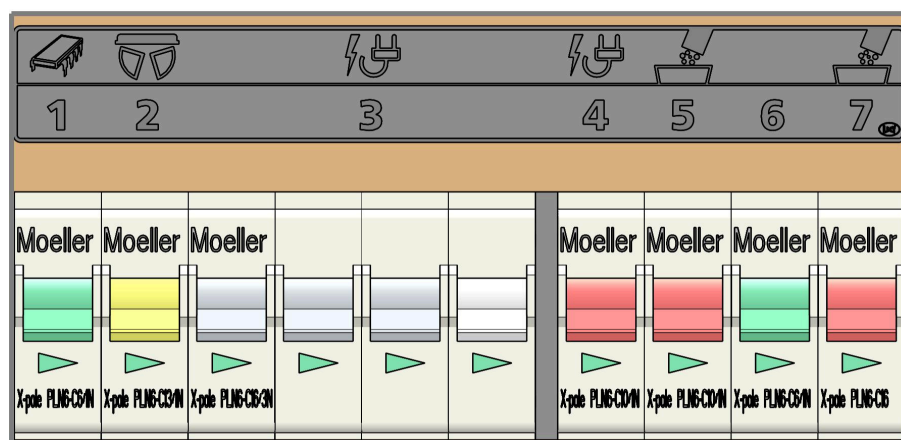 1 2 3 4 5 6 7
Moeller Moeller Moeller Moeller Moeller Moeller Moeller
X-pole PLN6-C6/1N X-pole PLN6-C13/1N X-pole PLN6-C16/3N X-pole PLN6-C10/1N X-pole PLN6-C10/1N X-pole PLN6-C6/1N X-pole PLN6-C16